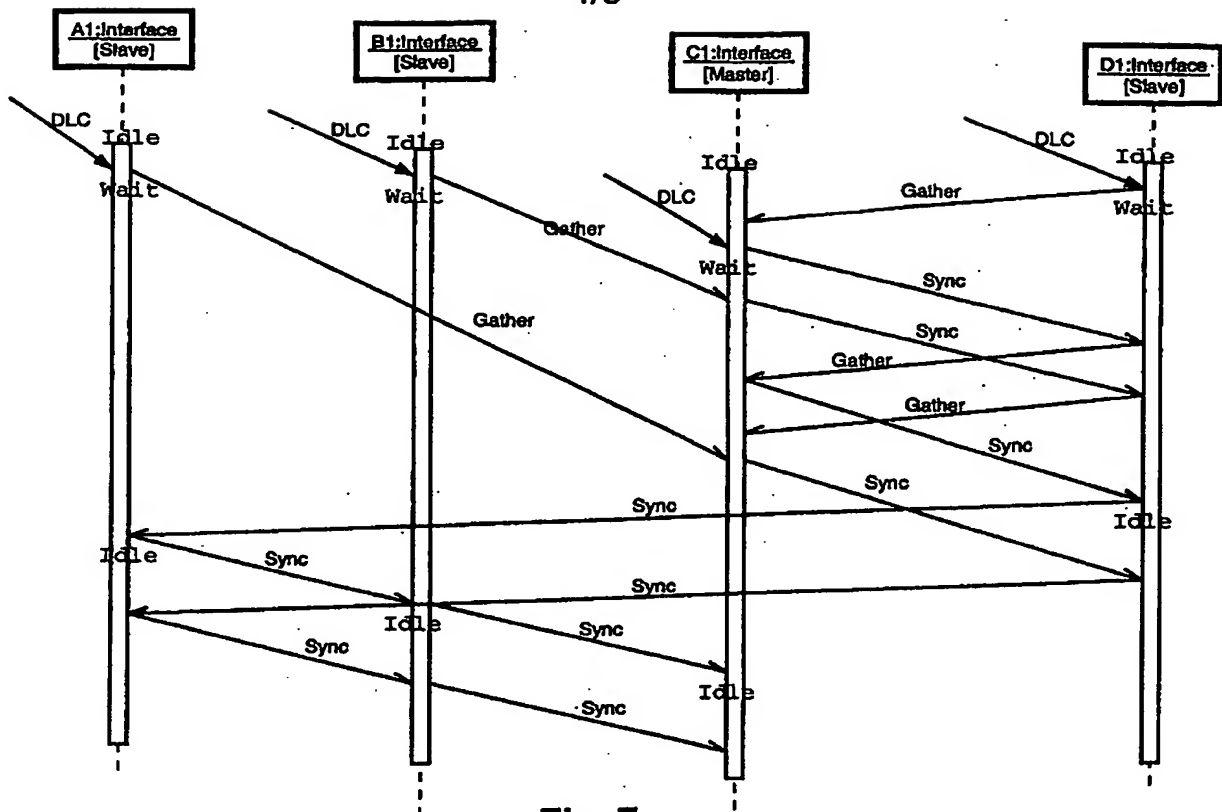 A1:Interface
[Slave]
B1:Interface
[Slave]
C1:Interface
[Master]
D1:Interface
[Slave]
DLC
Idle
DLC
Idle
DLC
Idle
DLC
Idle
Wait
Wait
Gather
Wait
Gather
Wait
Sync
Gather
Sync
Gather
Gather
Sync
Sync
Sync
Idle
Idle
Sync
Sync
Idle
Sync
Sync
Idle
Sync
Fig.